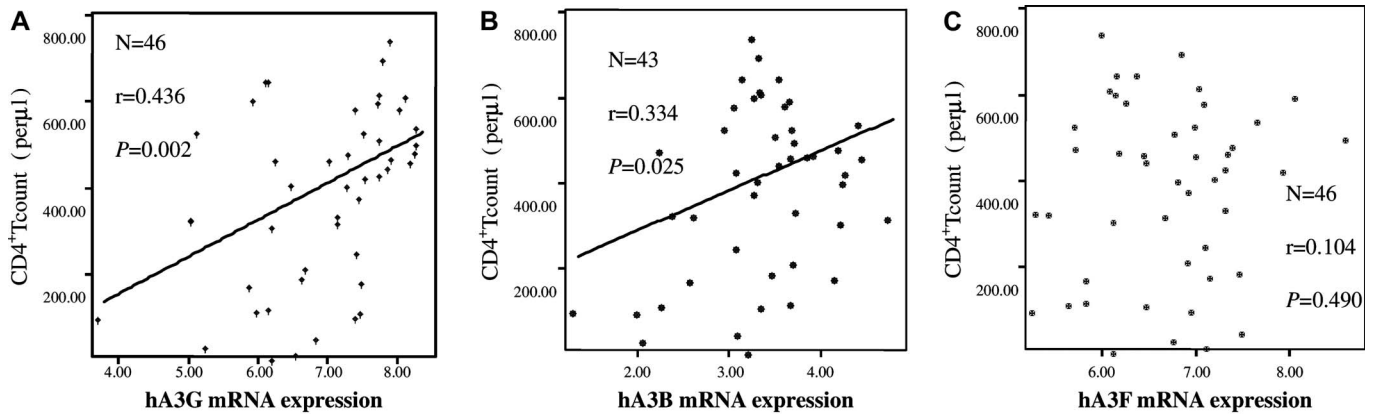 A
800.00
600.00
400.00
200.00
CD4+Tcount (perμl)
N=46
r=0.436
P=0.002
4.00 5.00 6.00 7.00 8.00
hA3G mRNA expression
B
800.00
600.00
400.00
200.00
CD4+Tcount (perμl)
N=43
r=0.334
P=0.025
2.00 3.00 4.00
hA3B mRNA expression
C
800.00
600.00
400.00
200.00
CD4+Tcount (perμl)
N=46
r=0.104
P=0.490
6.00 7.00 8.00
hA3F mRNA expression